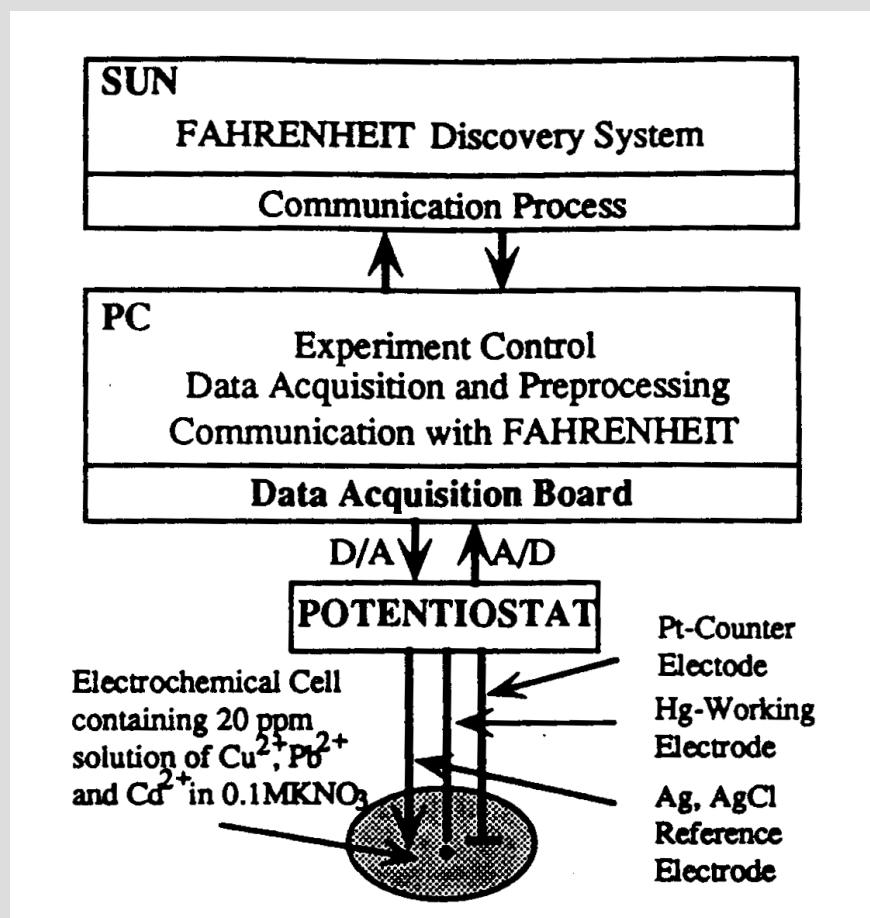 SUN
FAHRENHEIT Discovery System
Communication Process
PC
Experiment Control
Data Acquisition and Preprocessing
Communication with FAHRENHEIT
Data Acquisition Board
D/A
A/D
POTENTIOSTAT
Electrochemical Cell
containing 20 ppm
solution of Cu²⁺, Pb²⁺
and Cd²⁺ in 0.1MKNO₃
Pt-Counter
Electode
Hg-Working
Electrode
Ag, AgCl
Reference
Electrode